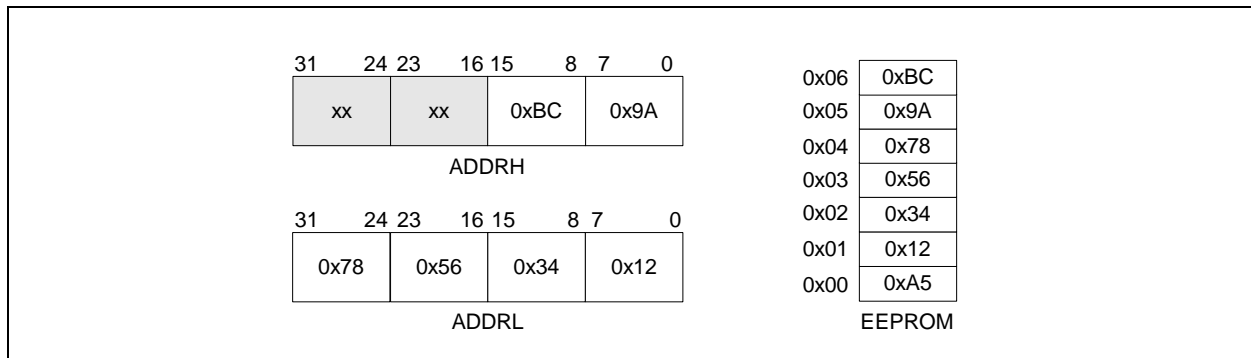 31 24 23 16 15 8 7 0
xx xx 0xBC 0x9A
ADDRH
31 24 23 16 15 8 7 0
0x78 0x56 0x34 0x12
ADDRL
0x06 0xBC
0x05 0x9A
0x04 0x78
0x03 0x56
0x02 0x34
0x01 0x12
0x00 0xA5
EEPROM